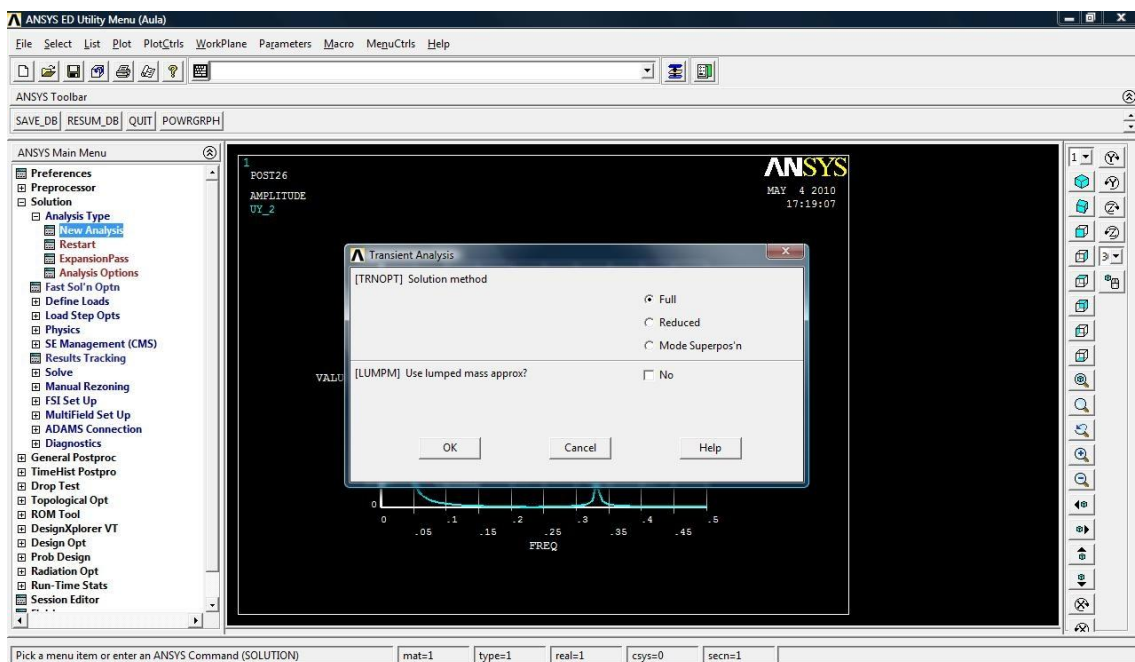 ANSYS ED Utility Menu (Aula)
File Select List Plot PlotCtrls WorkPlane Parameters Macro MenuCtrls Help
ANSYS Toolbar
SAVE_DB RESUM_DB QUIT POWRGRPH
ANSYS Main Menu
Preferences
Preprocessor
Solution
Analysis Type
New Analysis
Restart
ExpansionPass
Analysis Options
Fast Sol'n Optn
Define Loads
Load Step Opts
Physics
SE Management (CMS)
Results Tracking
Solve
Manual Rezoning
FSI Set Up
MultiField Set Up
ADAMS Connection
Diagnostics
General Postproc
TimeHist Postpro
Drop Test
Topological Opt
ROM Tool
DesignXplorer VT
Design Opt
Prob Design
Radiation Opt
Run-Time Stats
Session Editor
1
POST26
AMPLITUDE
UY_2
ANSYS
MAY 4 2010
17:19:07
Transient Analysis
[TRNOPT] Solution method
Full
Reduced
Mode Superpos'n
[LUMPM] Use lumped mass approx?
No
OK Cancel Help
VALU
0
0 .1 .2 .3 .4 .5
.05 .15 .25 .35 .45
FREQ
1
3
Pick a menu item or enter an ANSYS Command (SOLUTION) mat=1 type=1 real=1 csys=0 secn=1